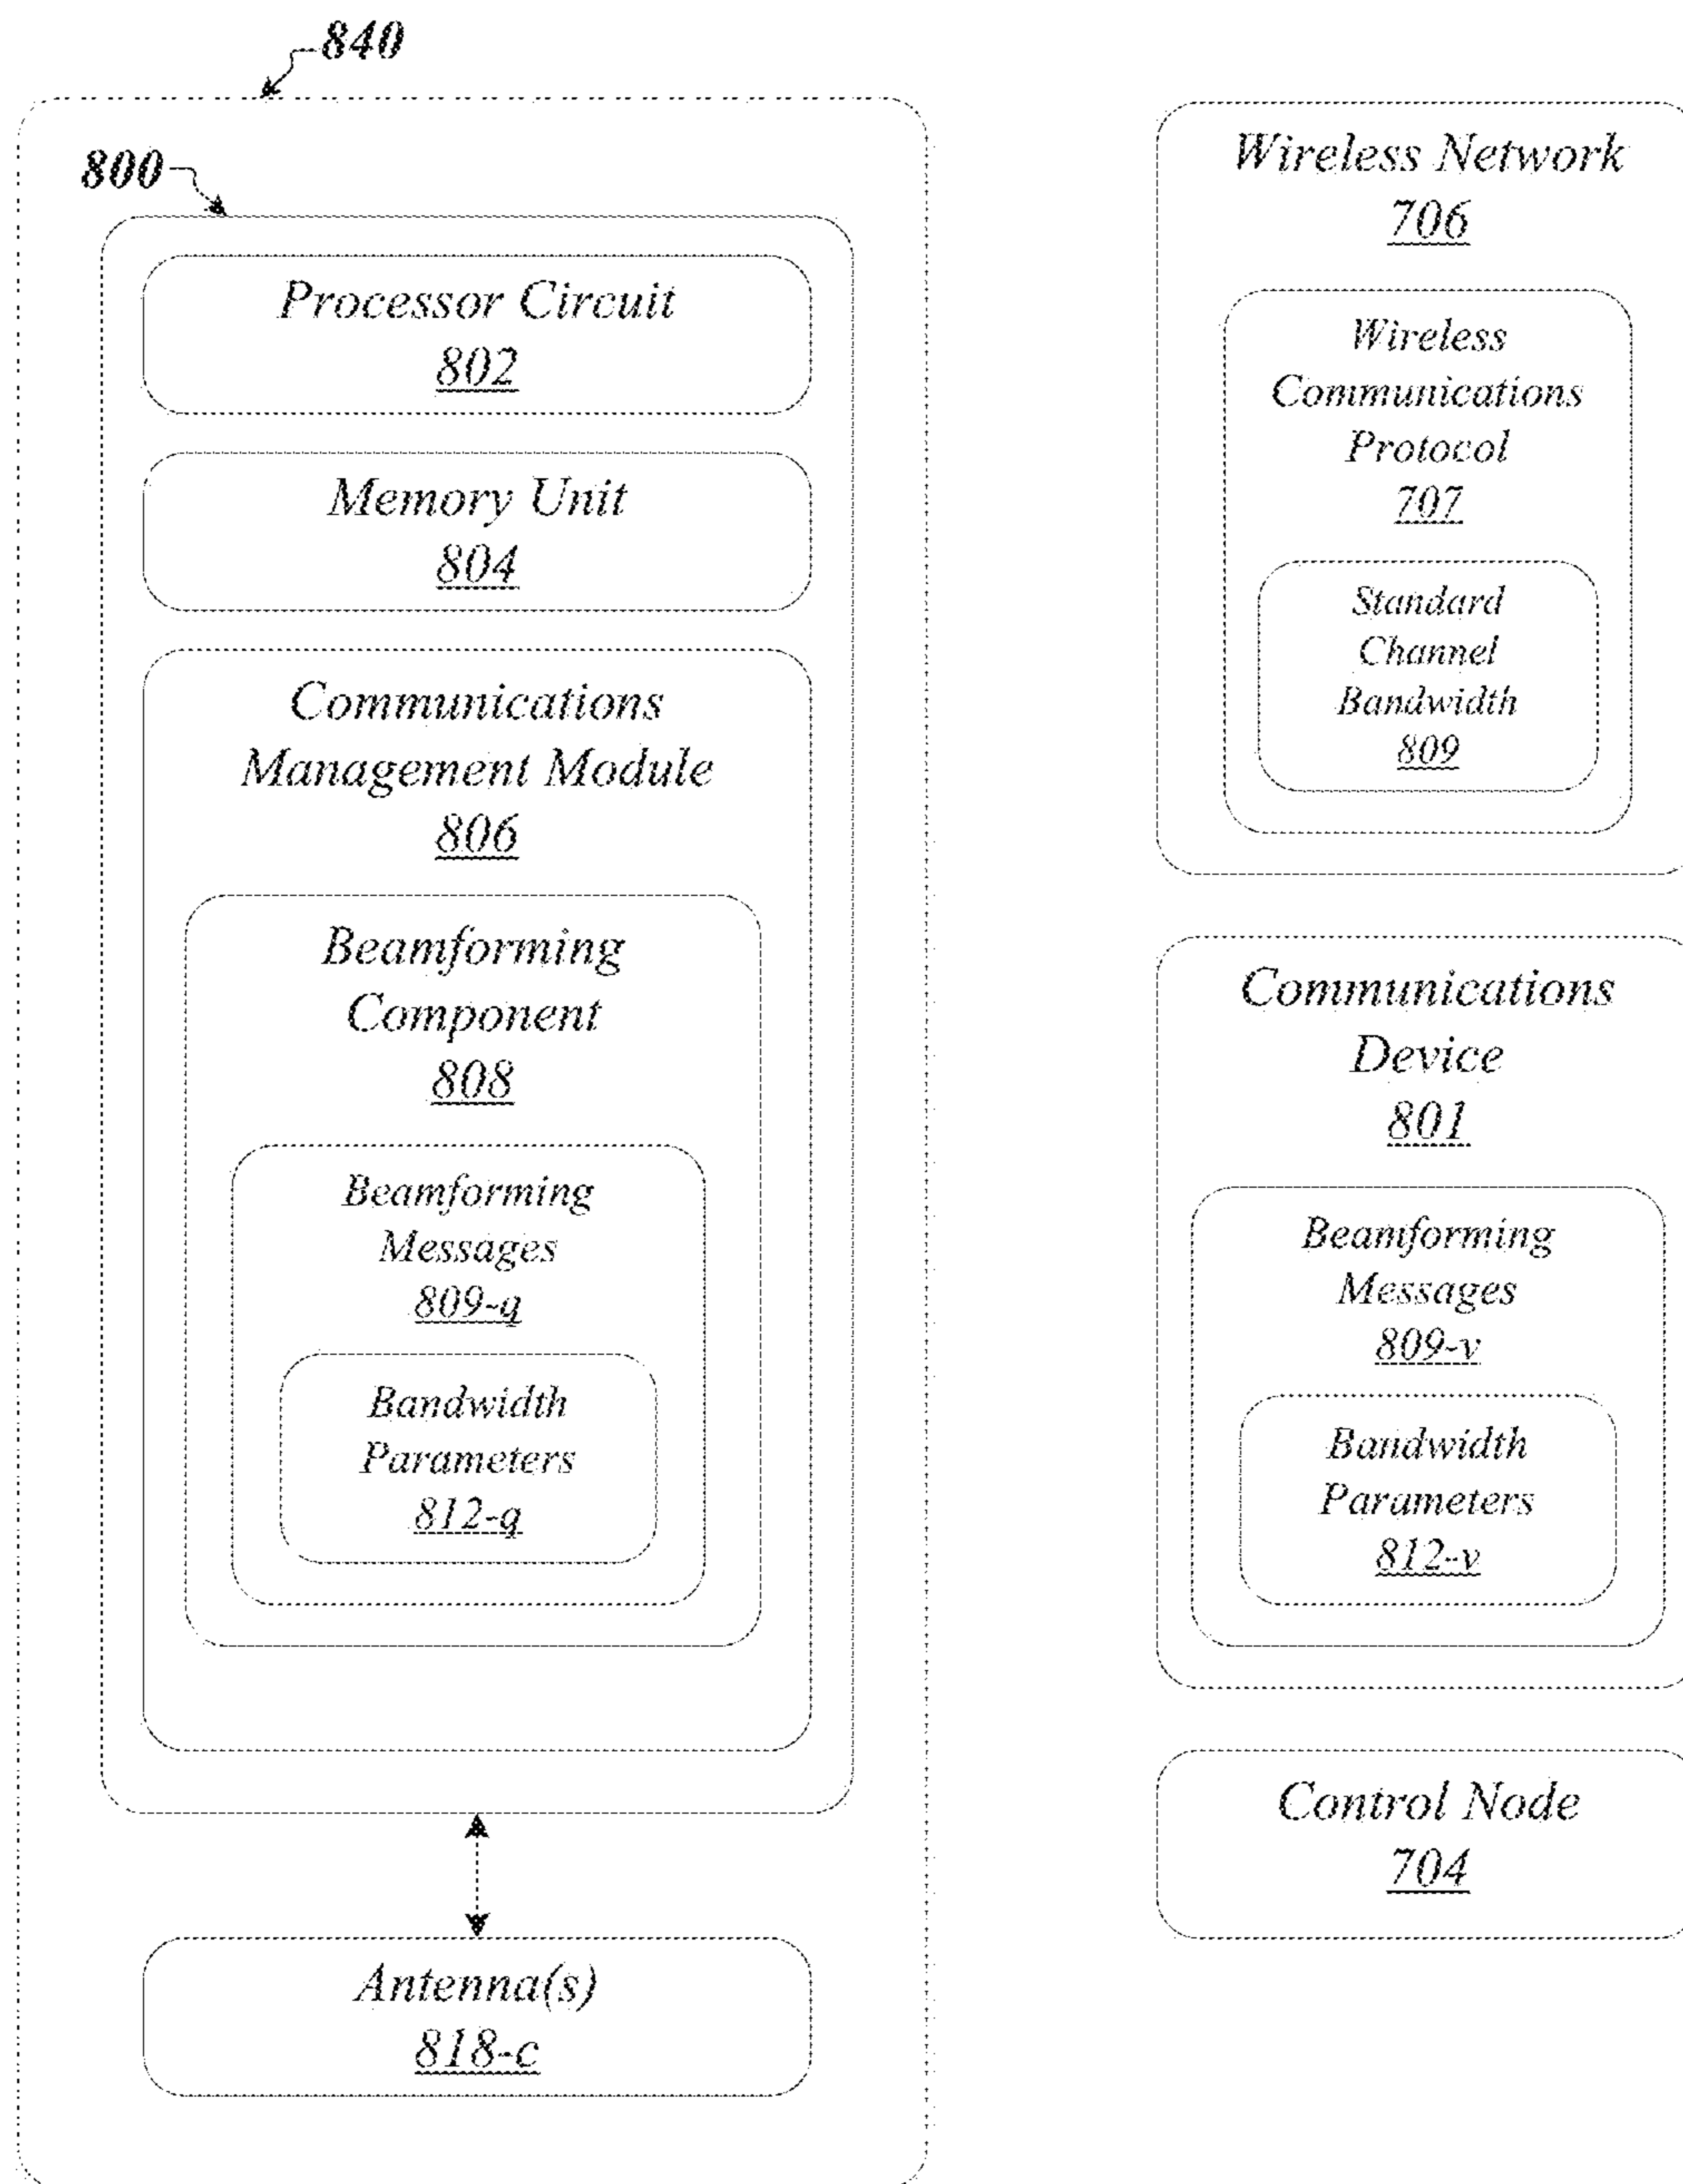 840
800
Processor Circuit
802
Memory Unit
804
Communications
Management Module
806
Beamforming
Component
808
Beamforming
Messages
809-q
Bandwidth
Parameters
812-q
Antenna(s)
818-c
Wireless Network
706
Wireless
Communications
Protocol
707
Standard
Channel
Bandwidth
809
Communications
Device
801
Beamforming
Messages
809-v
Bandwidth
Parameters
812-v
Control Node
704